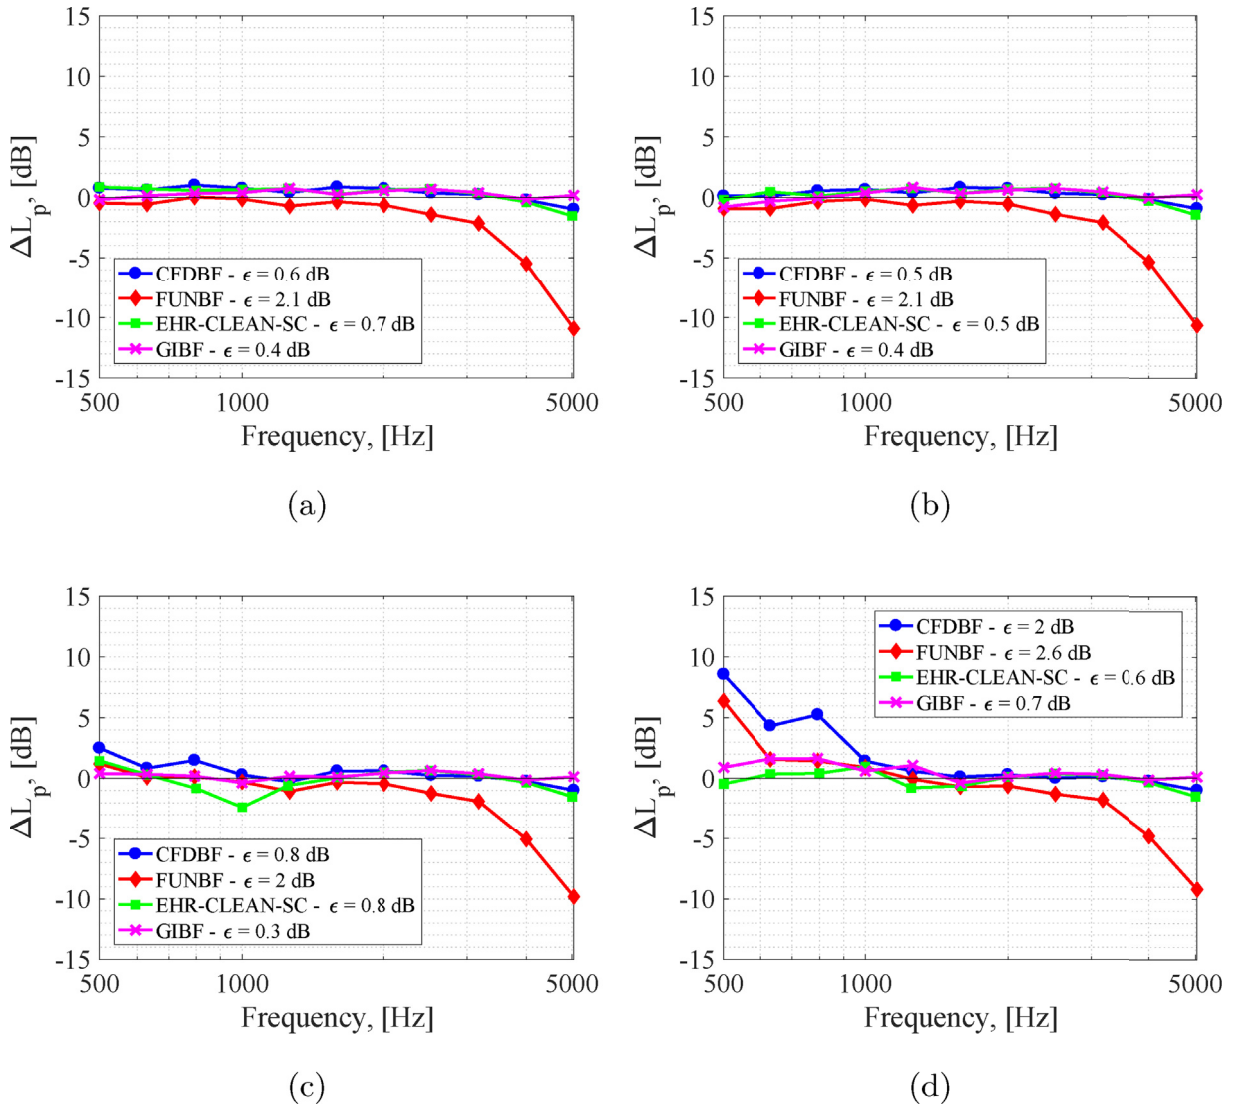 15
10
5
0
-5
-10
-15
ΔLp, [dB]
CFDBF - ϵ = 0.6 dB
FUNBF - ϵ = 2.1 dB
EHR-CLEAN-SC - ϵ = 0.7 dB
GIBF - ϵ = 0.4 dB
500
1000
5000
Frequency, [Hz]
(a)
15
10
5
0
-5
-10
-15
ΔLp, [dB]
CFDBF - ϵ = 0.5 dB
FUNBF - ϵ = 2.1 dB
EHR-CLEAN-SC - ϵ = 0.5 dB
GIBF - ϵ = 0.4 dB
500
1000
5000
Frequency, [Hz]
(b)
15
10
5
0
-5
-10
-15
ΔLp, [dB]
CFDBF - ϵ = 0.8 dB
FUNBF - ϵ = 2 dB
EHR-CLEAN-SC - ϵ = 0.8 dB
GIBF - ϵ = 0.3 dB
500
1000
5000
Frequency, [Hz]
(c)
15
10
5
0
-5
-10
-15
ΔLp, [dB]
CFDBF - ϵ = 2 dB
FUNBF - ϵ = 2.6 dB
EHR-CLEAN-SC - ϵ = 0.6 dB
GIBF - ϵ = 0.7 dB
500
1000
5000
Frequency, [Hz]
(d)